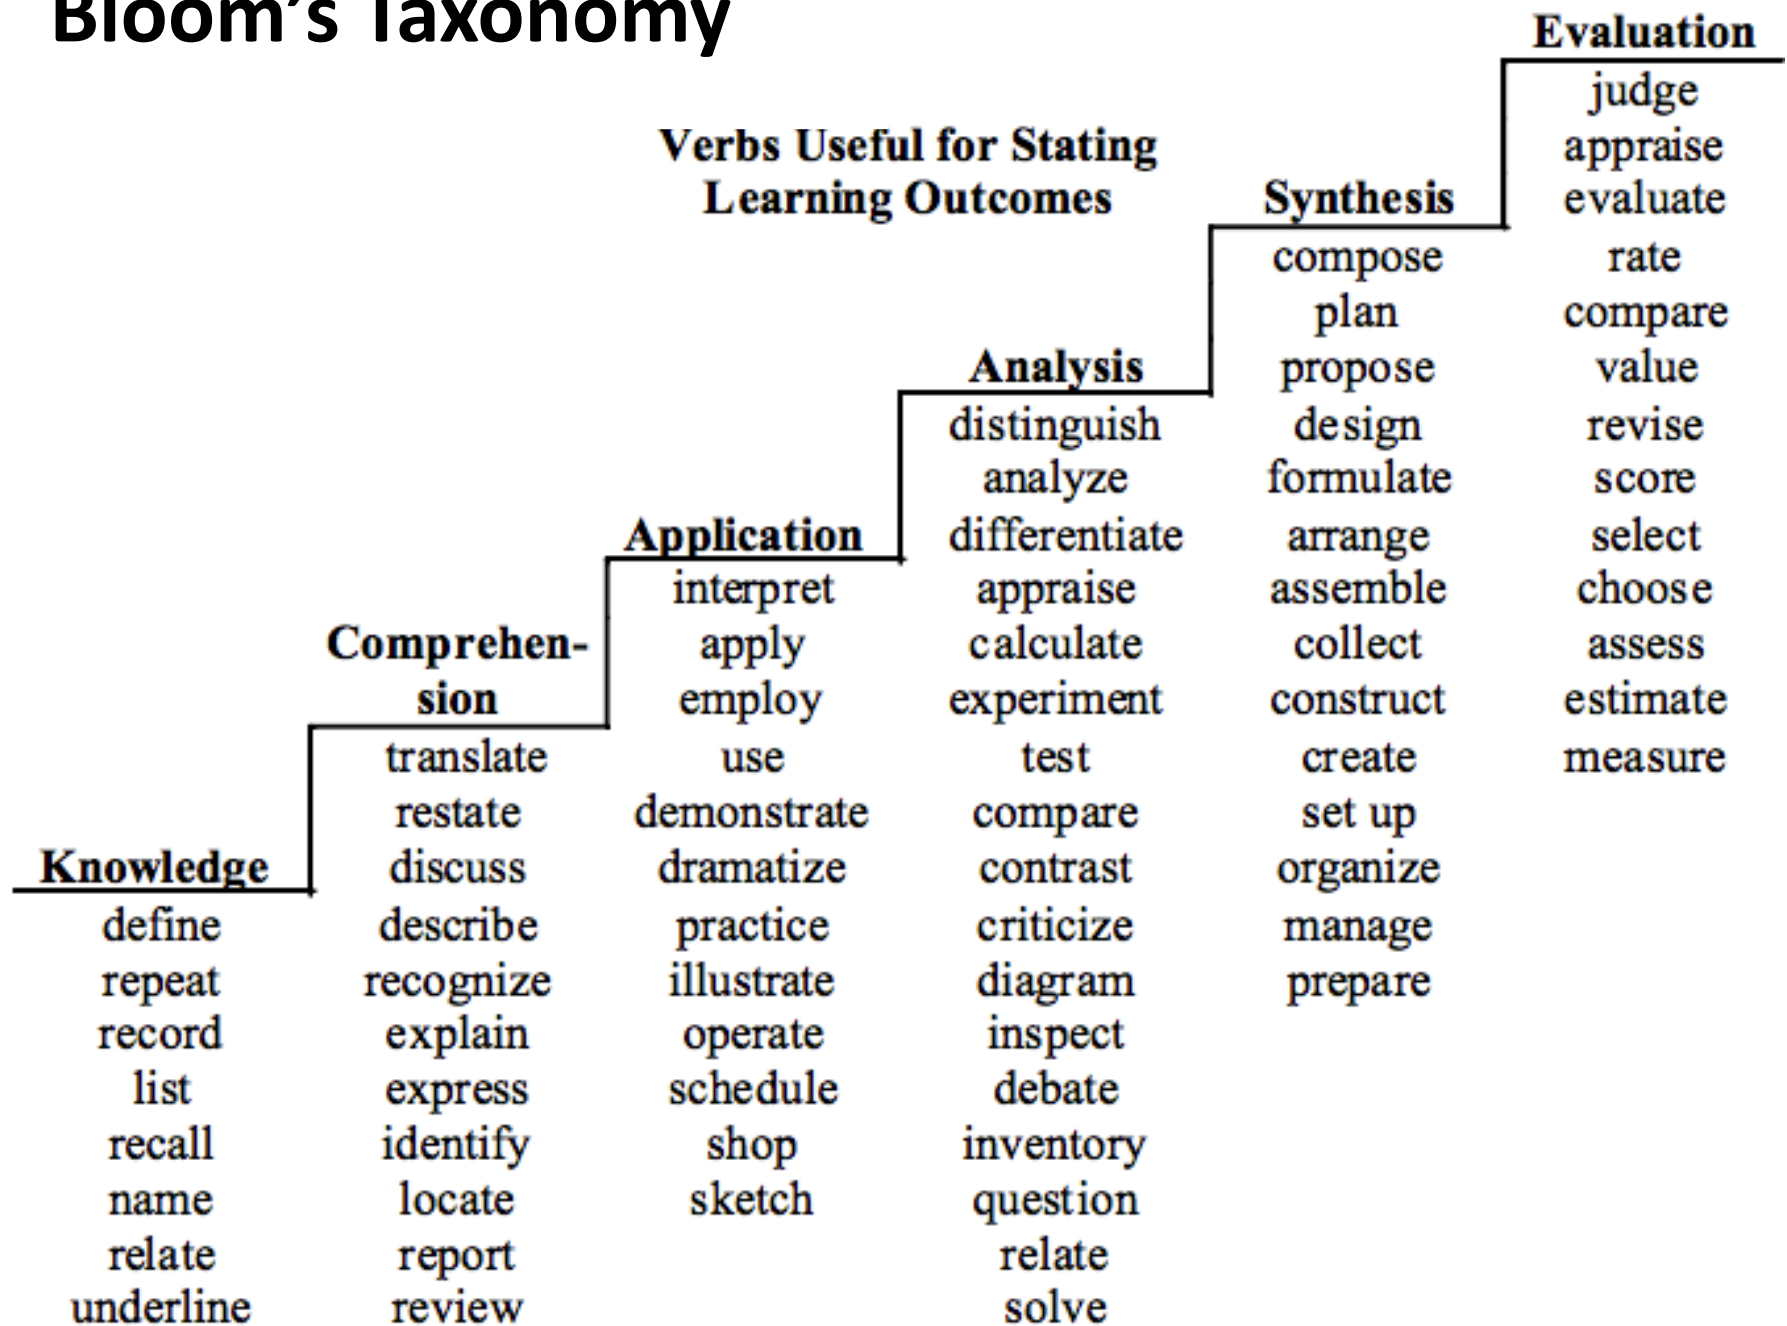 Bloom's Taxonomy
Verbs Useful for Stating
Learning Outcomes
Knowledge
define
repeat
record
list
recall
name
relate
underline
Comprehen-
sion
translate
restate
discuss
describe
recognize
explain
express
identify
locate
report
review
Application
interpret
apply
employ
use
demonstrate
dramatize
practice
illustrate
operate
schedule
shop
sketch
Analysis
distinguish
analyze
differentiate
appraise
calculate
experiment
test
compare
contrast
criticize
diagram
inspect
debate
inventory
question
relate
solve
Synthesis
compose
plan
propose
design
formulate
arrange
assemble
collect
construct
create
set up
organize
manage
prepare
Evaluation
judge
appraise
evaluate
rate
compare
value
revise
score
select
choose
assess
estimate
measure